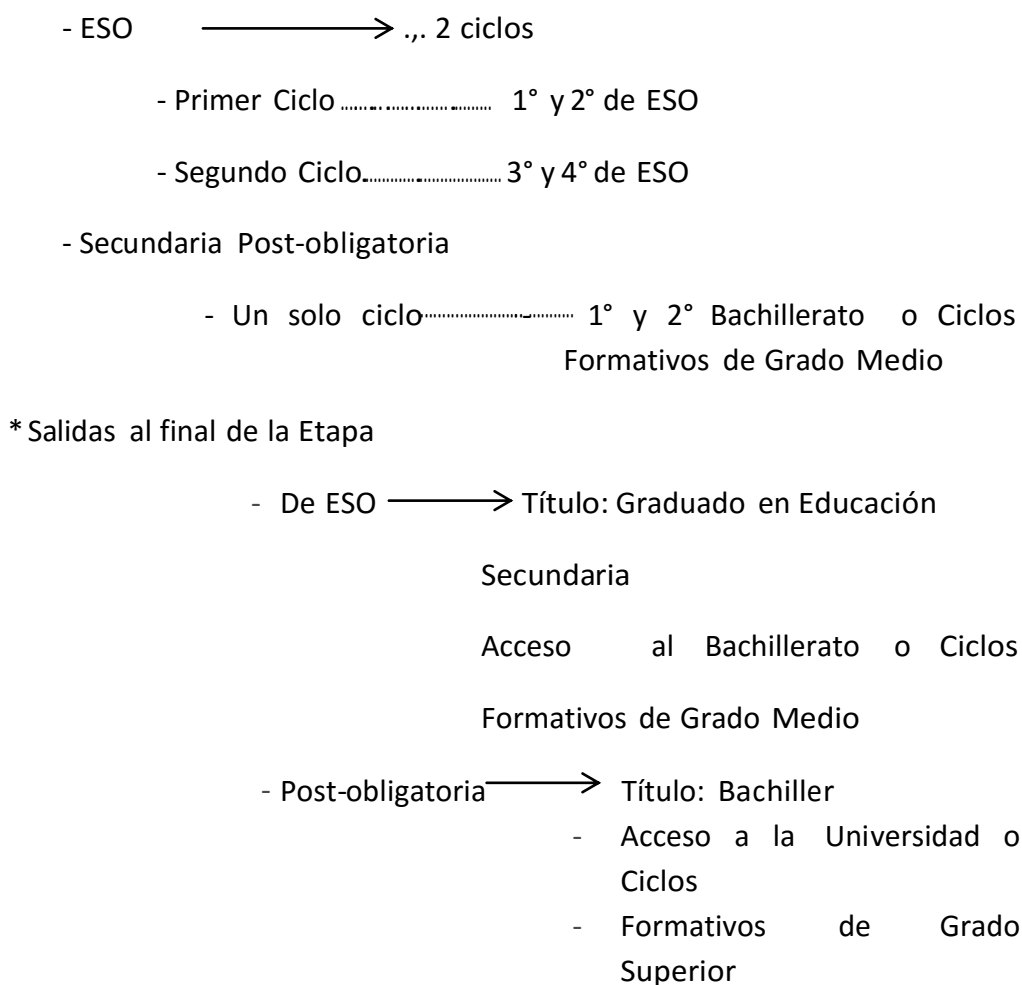 - ESO .,. 2 ciclos
- Primer Ciclo ........................ 1° y 2° de ESO
- Segundo Ciclo........................ 3° y 4° de ESO
- Secundaria Post-obligatoria
- Un solo ciclo........................ 1° y 2° Bachillerato o Ciclos
Formativos de Grado Medio
* Salidas al final de la Etapa
- De ESO Título: Graduado en Educación
Secundaria
Acceso al Bachillerato o Ciclos
Formativos de Grado Medio
- Post-obligatoria Título: Bachiller
- Acceso a la Universidad o
Ciclos
- Formativos de Grado
Superior